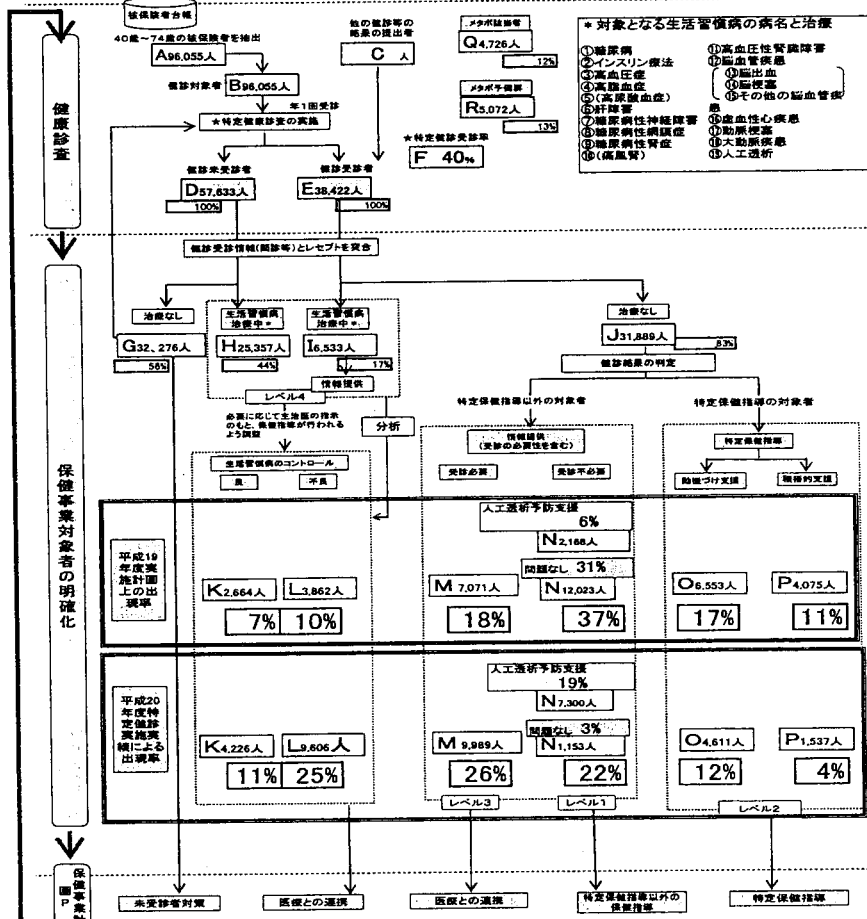 被保険者台帳
40歳~74歳の被保険者を抽出
A96,055人
健診対象者
B96,055人
年1回受診
★特定健康診査の実施
他の健診等の
結果の提出者
C 人
メタボ該当者
Q4,726人
12%
メタボ予備群
R5,072人
13%
★特定健診受診率
F 40%
* 対象となる生活習慣病の病名と治療
①糖尿病
②インスリン療法
③高血圧症
④高脂血症
⑤(高尿酸血症)
⑥肝障害
⑦糖尿病性神経障害
⑧糖尿病性網膜症
⑨糖尿病性腎症
⑩(痛風腎)
⑪高血圧性腎臓障害
⑫脳血管疾患
⑬脳出血
⑭脳梗塞
⑮その他の脳血管疾
患
⑯虚血性心疾患
⑰動脈梗塞
⑱大動脈疾患
⑲人工透析
健康診査
健診未受診者
D57,633人
100%
健診受診者
E38,422人
100%
健診受診情報(問診等)とレセプトを突合
保健事業対象者の明確化
治療なし
G32,276人
56%
生活習慣病
治療中*
H25,357人
44%
生活習慣病
治療中*
I6,533人
17%
情報提供
レベル4
治療なし
J31,889人
83%
健診結果の判定
必要に応じて主治医の指示
のもと、保健指導が行われる
よう調整
分析
生活習慣病のコントロール
良
不良
特定保健指導以外の対象者
情報提供
(受診の必要性を含む)
受診必要
受診不必要
特定保健指導の対象者
特定保健指導
動機づけ支援
積極的支援
平成19
年度実
施計画
上の出
現率
K2,664人
7%
L3,862人
10%
M 7,071人
18%
人工透析予防支援
6%
N2,168人
問題なし 31%
N12,023人
37%
O6,553人
17%
P4,075人
11%
平成20
年度特
定健診
実施実
績による
出現率
K4,226人
11%
L9,606人
25%
M 9,989人
26%
人工透析予防支援
19%
N7,300人
問題なし 3%
N1,153人
22%
O4,611人
12%
P1,537人
4%
レベル3
レベル1
レベル2
未受診者対策
医療との連携
医療との連携
特定保健指導以外の
保健指導
特定保健指導